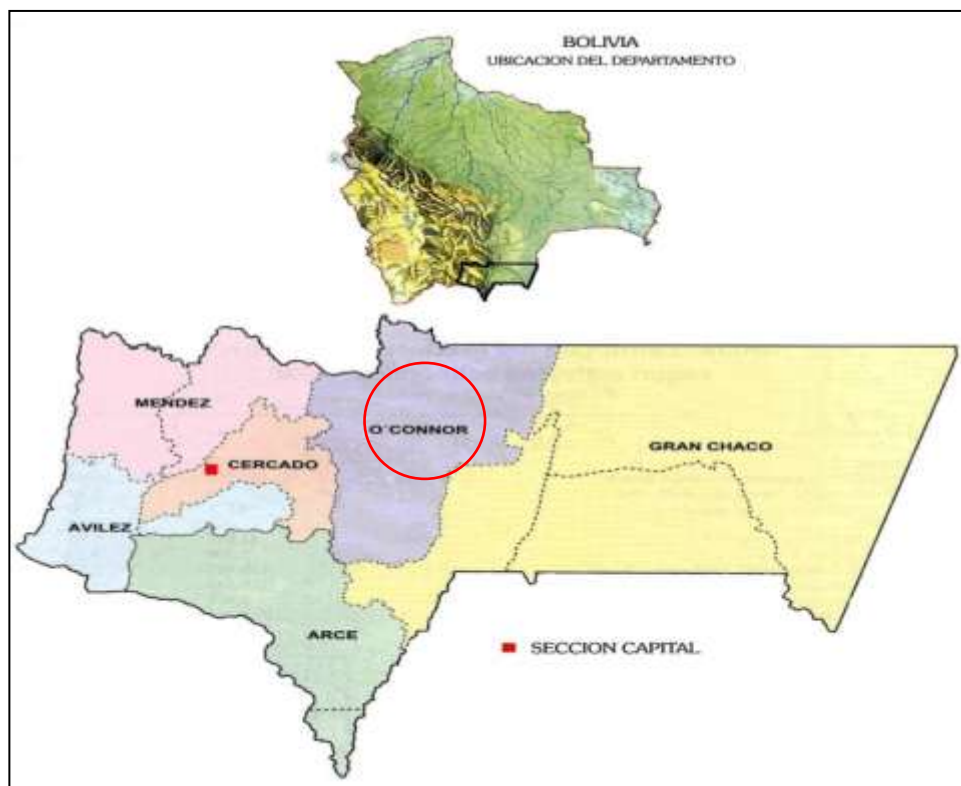 BOLIVIA
UBICACION DEL DEPARTAMENTO
MENDEZ
O'CONNOR
CERCADO
GRAN CHACO
AVILEZ
ARCE
SECCION CAPITAL